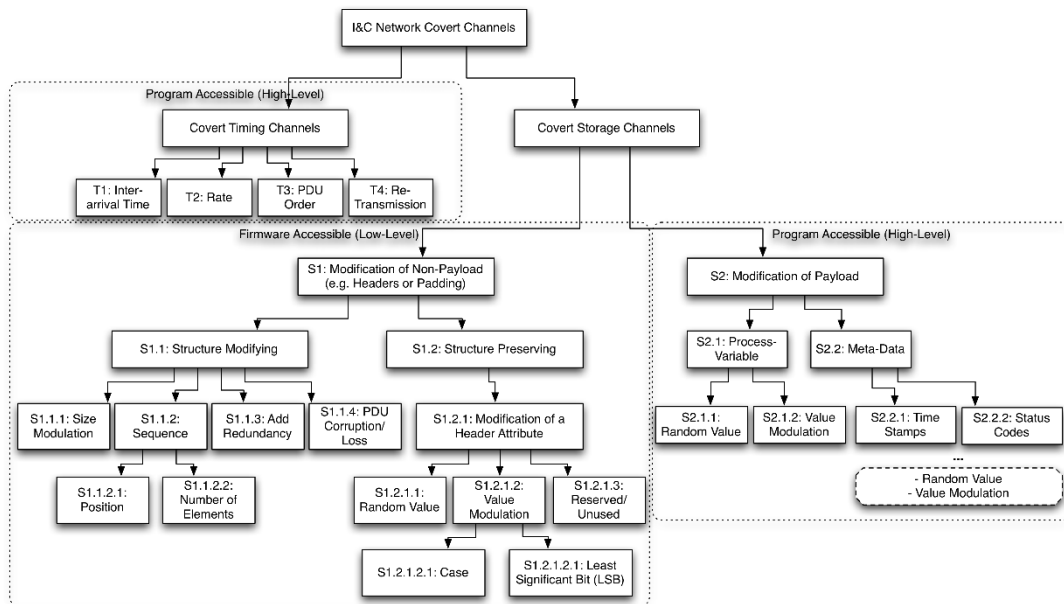 I&C Network Covert Channels
Program Accessible (High-Level)
Covert Timing Channels
Covert Storage Channels
T1: Inter-
arrival Time
T2: Rate
T3: PDU
Order
T4: Re-
Transmission
Firmware Accessible (Low-Level)
Program Accessible (High-Level)
S1: Modification of Non-Payload
(e.g. Headers or Padding)
S2: Modification of Payload
S1.1: Structure Modifying
S1.2: Structure Preserving
S2.1: Process-
Variable
S2.2: Meta-Data
S1.1.1: Size
Modulation
S1.1.2:
Sequence
S1.1.3: Add
Redundancy
S1.1.4: PDU
Corruption/
Loss
S1.2.1: Modification of a
Header Attribute
S2.1.1:
Random Value
S2.1.2: Value
Modulation
S2.2.1: Time
Stamps
S2.2.2: Status
Codes
...
- Random Value
- Value Modulation
S1.1.2.1:
Position
S1.1.2.2:
Number of
Elements
S1.2.1.1:
Random Value
S1.2.1.2:
Value
Modulation
S1.2.1.3:
Reserved/
Unused
S1.2.1.2.1: Case
S1.2.1.2.1: Least
Significant Bit (LSB)